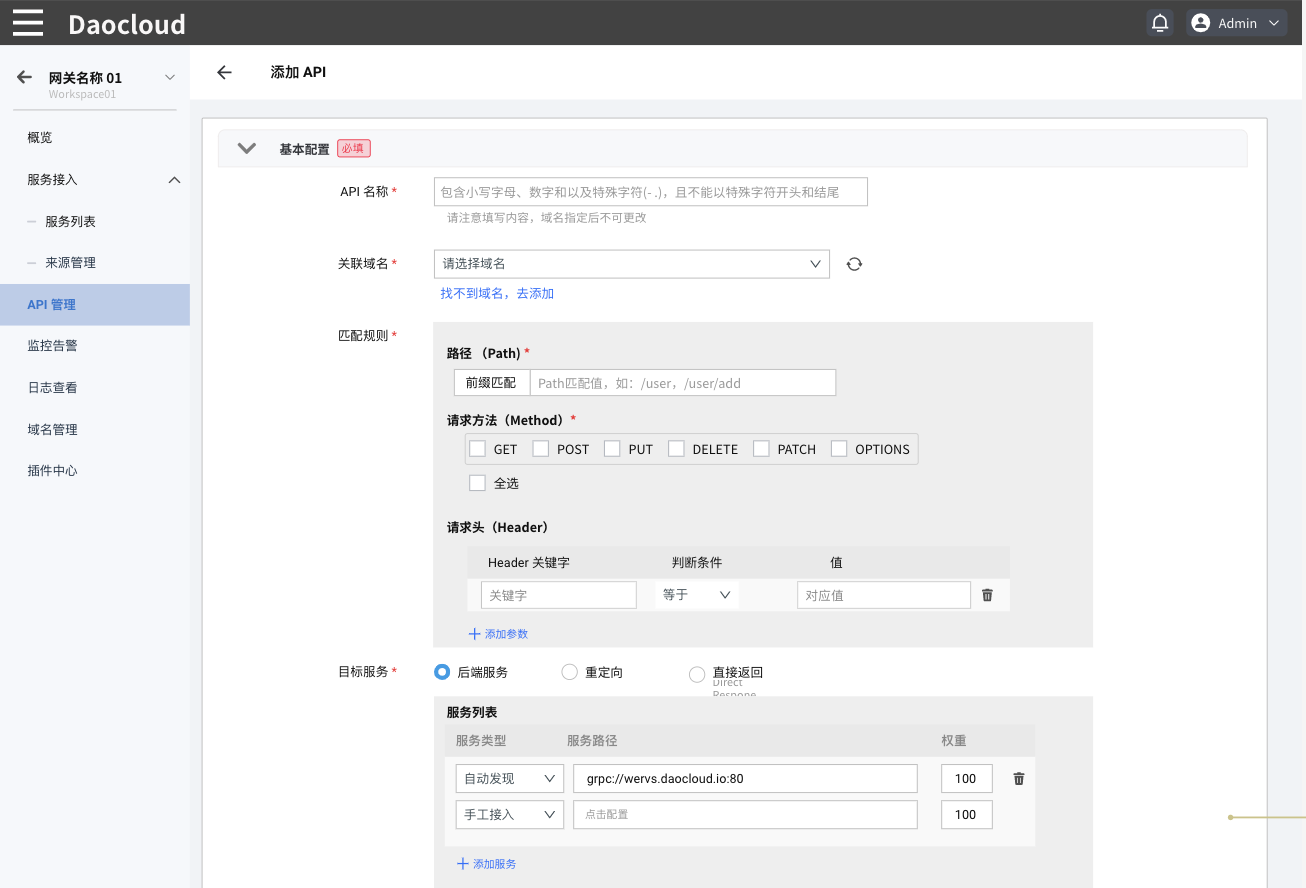 Daocloud
Admin
网关名称 01
Workspace01
概览
服务接入
服务列表
来源管理
API 管理
监控告警
日志查看
域名管理
插件中心
添加 API
基本配置 必填
API 名称 *
包含小写字母、数字和以及特殊字符(- .)，且不能以特殊字符开头和结尾
请注意填写内容，域名指定后不可更改
关联域名 *
请选择域名
找不到域名，去添加
匹配规则 *
路径 （Path) *
前缀匹配 Path匹配值，如：/user，/user/add
请求方法（Method） *
GET POST PUT DELETE PATCH OPTIONS
全选
请求头（Header）
Header 关键字 判断条件 值
关键字 等于 对应值
添加参数
目标服务 *
后端服务 重定向 直接返回
Direct
Respone
服务列表
服务类型 服务路径 权重
自动发现 grpc://wervs.daocloud.io:80 100
手工接入 点击配置 100
添加服务